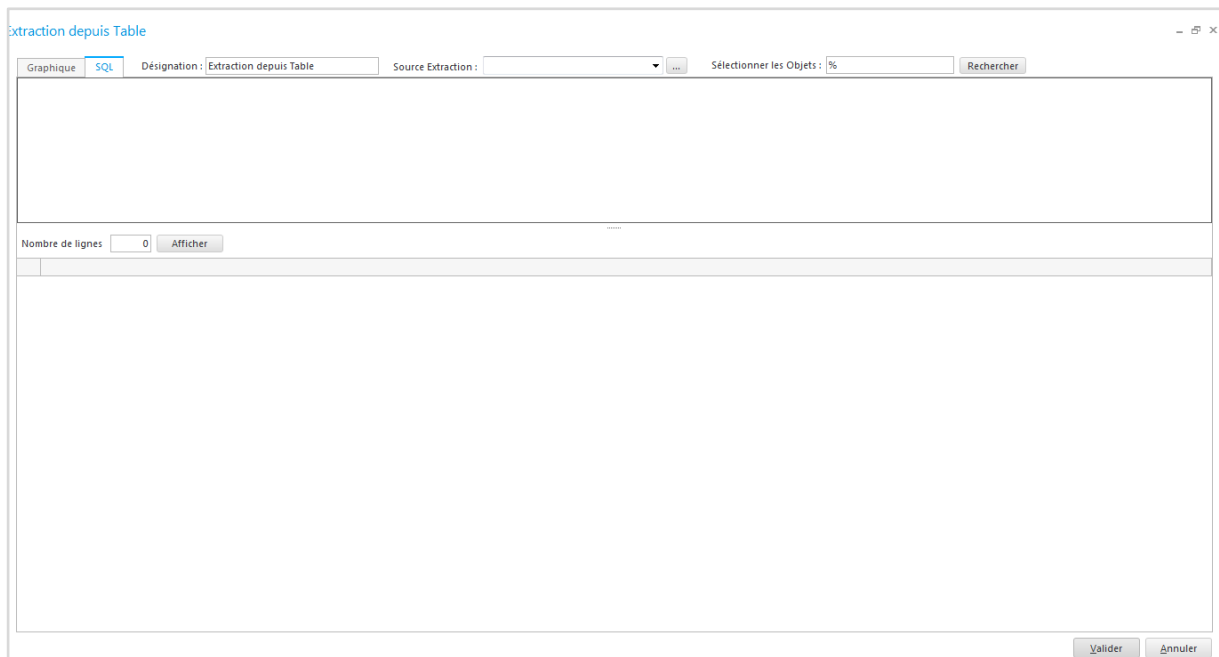 Extraction depuis Table
Graphique SQL Désignation : Extraction depuis Table Source Extraction : ... Sélectionner les Objets : % Rechercher
Nombre de lignes 0 Afficher
Valider Annuler